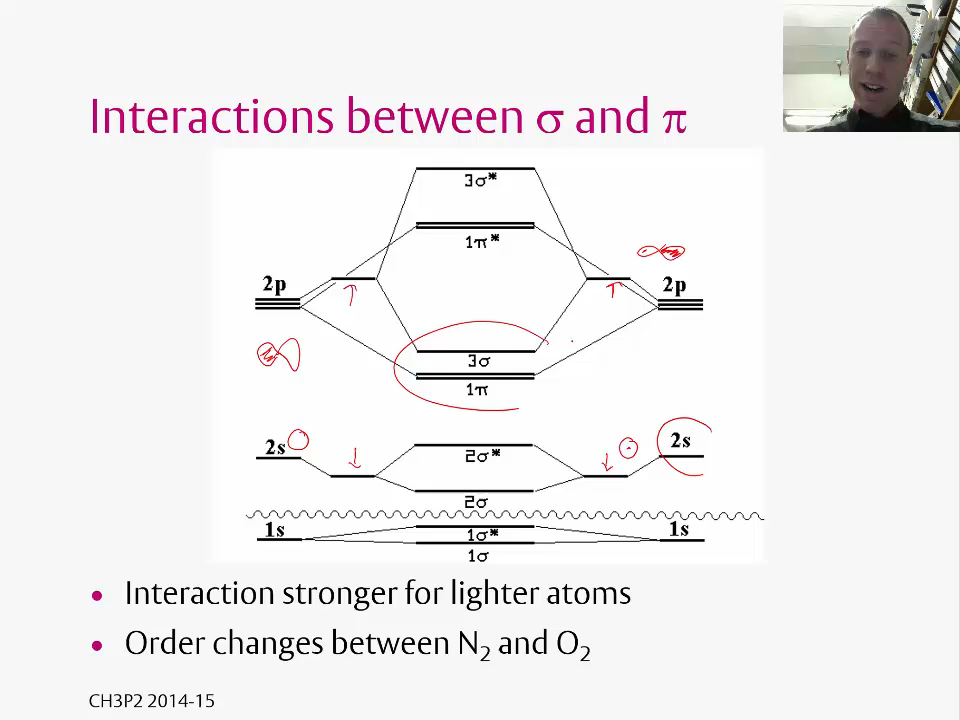 Interactions between σ and π
3σ*
1π*
2p 2p
3σ
1π
2s 2s
2σ*
2σ
1s 1s
1σ*
1σ
• Interaction stronger for lighter atoms
• Order changes between N₂ and O₂
CH3P2 2014-15